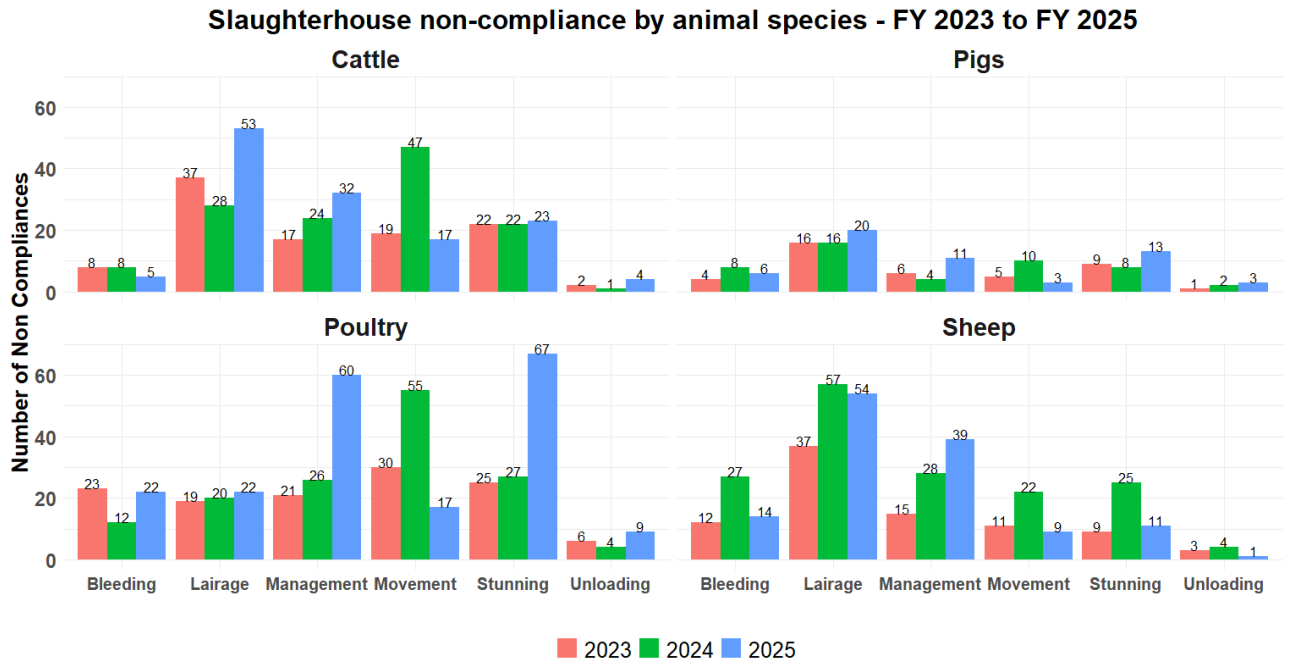 Slaughterhouse non-compliance by animal species - FY 2023 to FY 2025
Number of Non Compliances
Cattle
60
40
20
0
8 8 5
37 28 53
17 24 32
19 47 17
22 22 23
2 1 4
Pigs
4 8 6
16 16 20
6 4 11
5 10 3
9 8 13
1 2 3
Poultry
60
40
20
0
23 12 22
19 20 22
21 26 60
30 55 17
25 27 67
6 4 9
Bleeding Lairage Management Movement Stunning Unloading
Sheep
12 27 14
37 57 54
15 28 39
11 22 9
9 25 11
3 4 1
Bleeding Lairage Management Movement Stunning Unloading
2023 2024 2025